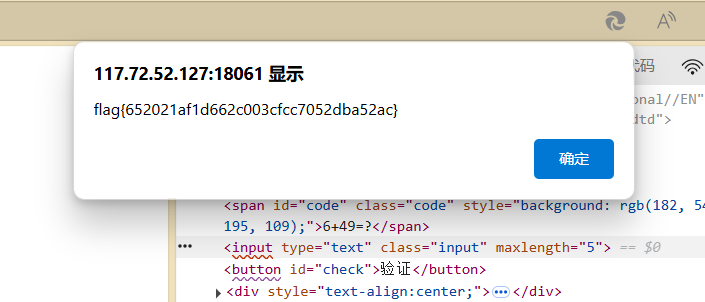 A
117.72.52.127:18061 显示
代码
flag{652021af1d662c003cfcc7052dba52ac}
onal//EN"
dtd">
确定
<span id="code" class="code" style="background: rgb(182, 54
195, 109);">6+49=?</span>
••• <input type="text" class="input" maxlength="5"> == $0
<button id="check">验证</button>
<div style="text-align:center;">•••</div>